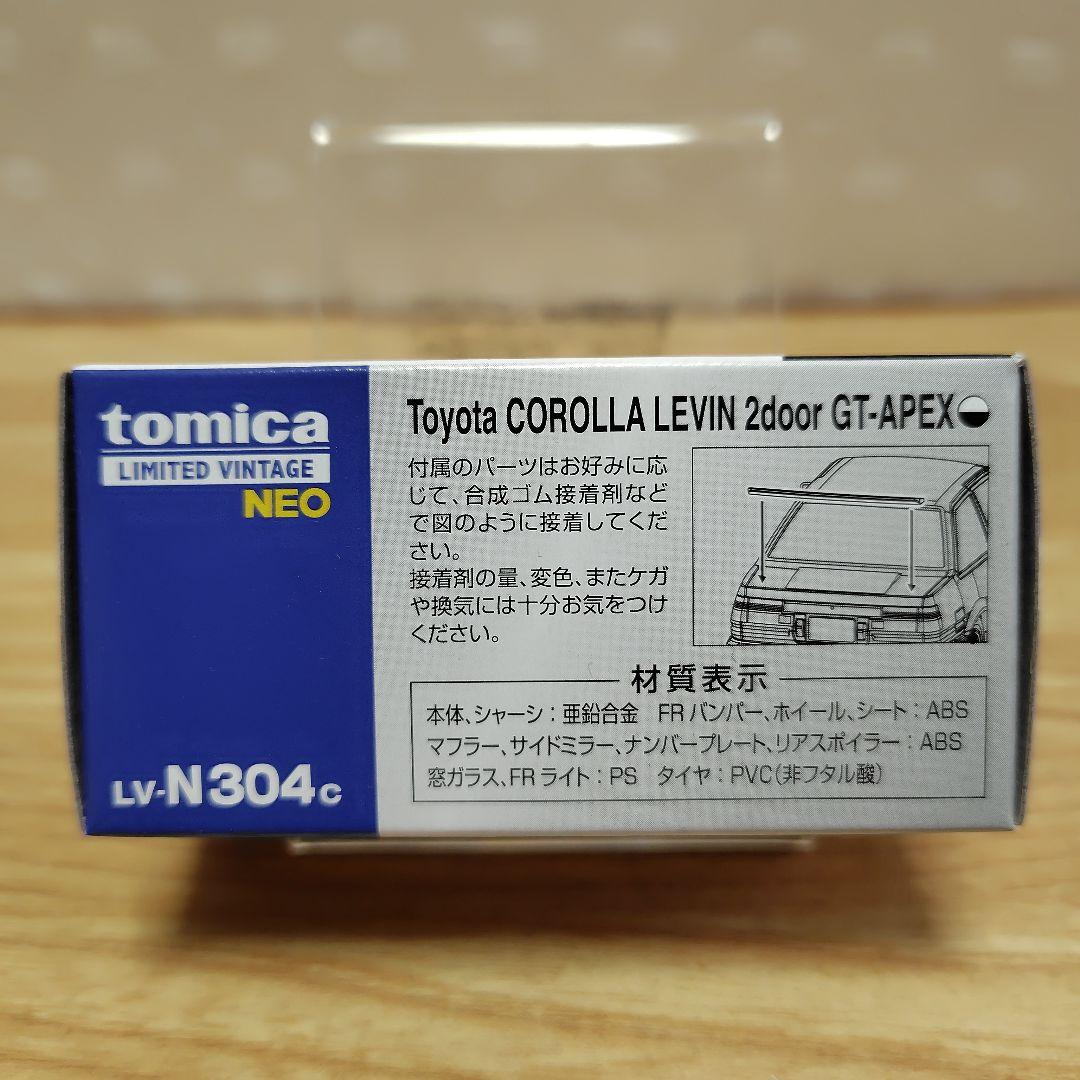 tomica
LIMITED VINTAGE
NEO
LV-N304c
Toyota COROLLA LEVIN 2door GT-APEX
付属のパーツはお好みに応
じて、合成ゴム接着剤など
で図のように接着してくだ
さい。
接着剤の量、変色、またケガ
や換気には十分お気をつけ
ください。
材質表示
本体、シャーシ：亜鉛合金 FRバンパー、ホイール、シート：ABS
マフラー、サイドミラー、ナンバープレート、リアスポイラー：ABS
窓ガラス、FRライト：PS タイヤ：PVC（非フタル酸）